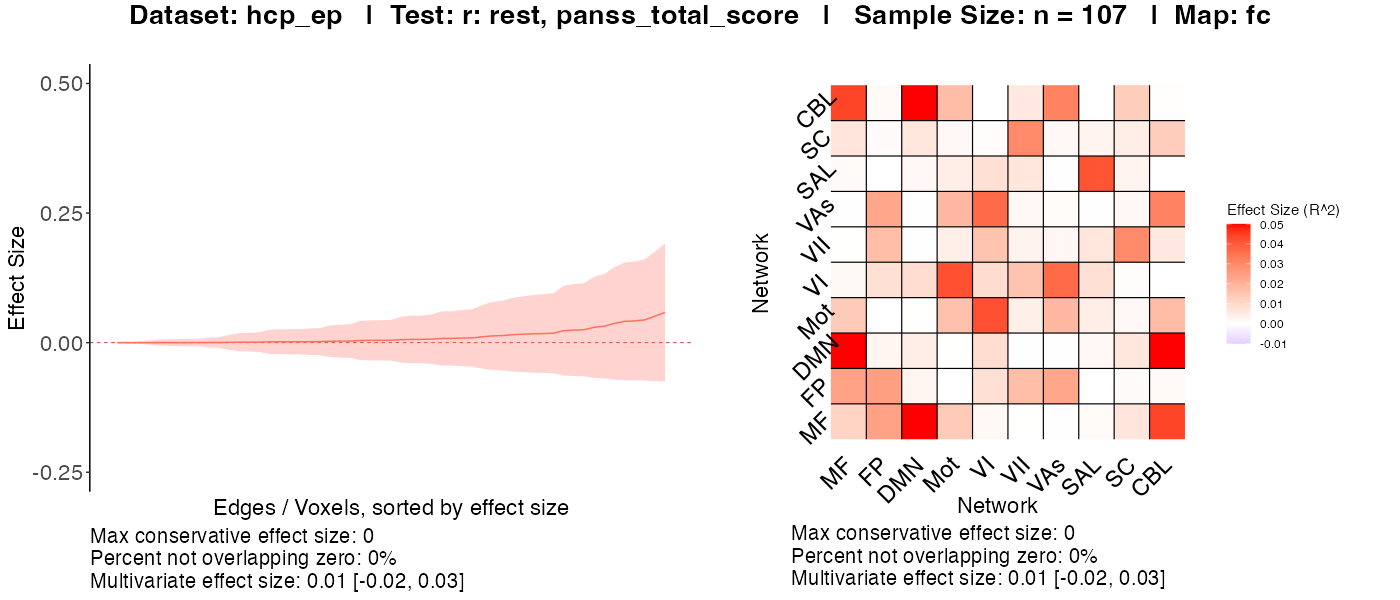 Dataset: hcp_ep | Test: r: rest, panss_total_score | Sample Size: n = 107 | Map: fc
0.50
0.25
0.00
-0.25
Effect Size
Edges / Voxels, sorted by effect size
Max conservative effect size: 0
Percent not overlapping zero: 0%
Multivariate effect size: 0.01 [-0.02, 0.03]
Network
CBL
SC
SAL
VAs
VII
VI
Mot
DMN
FP
MF
MF
FP
DMN
Mot
VI
VII
VAs
SAL
SC
CBL
Network
Max conservative effect size: 0
Percent not overlapping zero: 0%
Multivariate effect size: 0.01 [-0.02, 0.03]
Effect Size (R^2)
0.05
0.04
0.03
0.02
0.01
0.00
-0.01